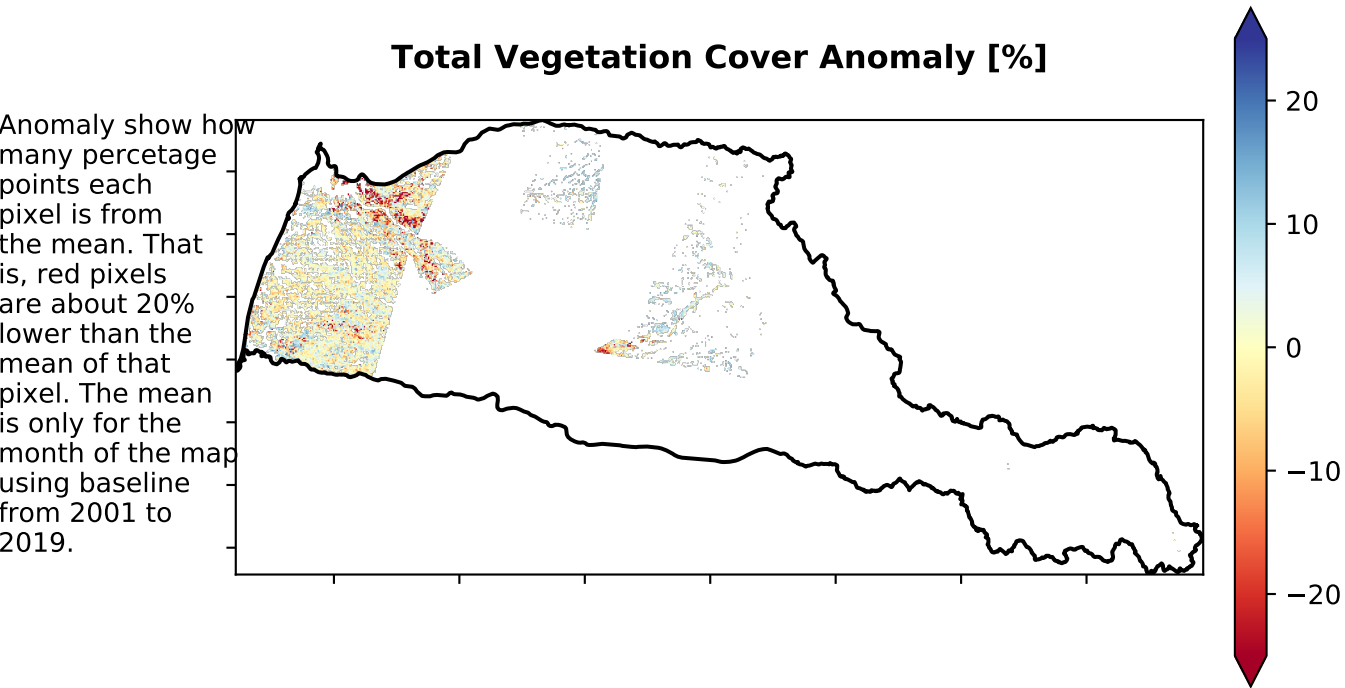 Total Vegetation Cover Anomaly [%]
Anomaly show how
many percetage
points each
pixel is from
the mean. That
is, red pixels
are about 20%
lower than the
mean of that
pixel. The mean
is only for the
month of the map
using baseline
from 2001 to
2019.
20
10
0
−10
−20